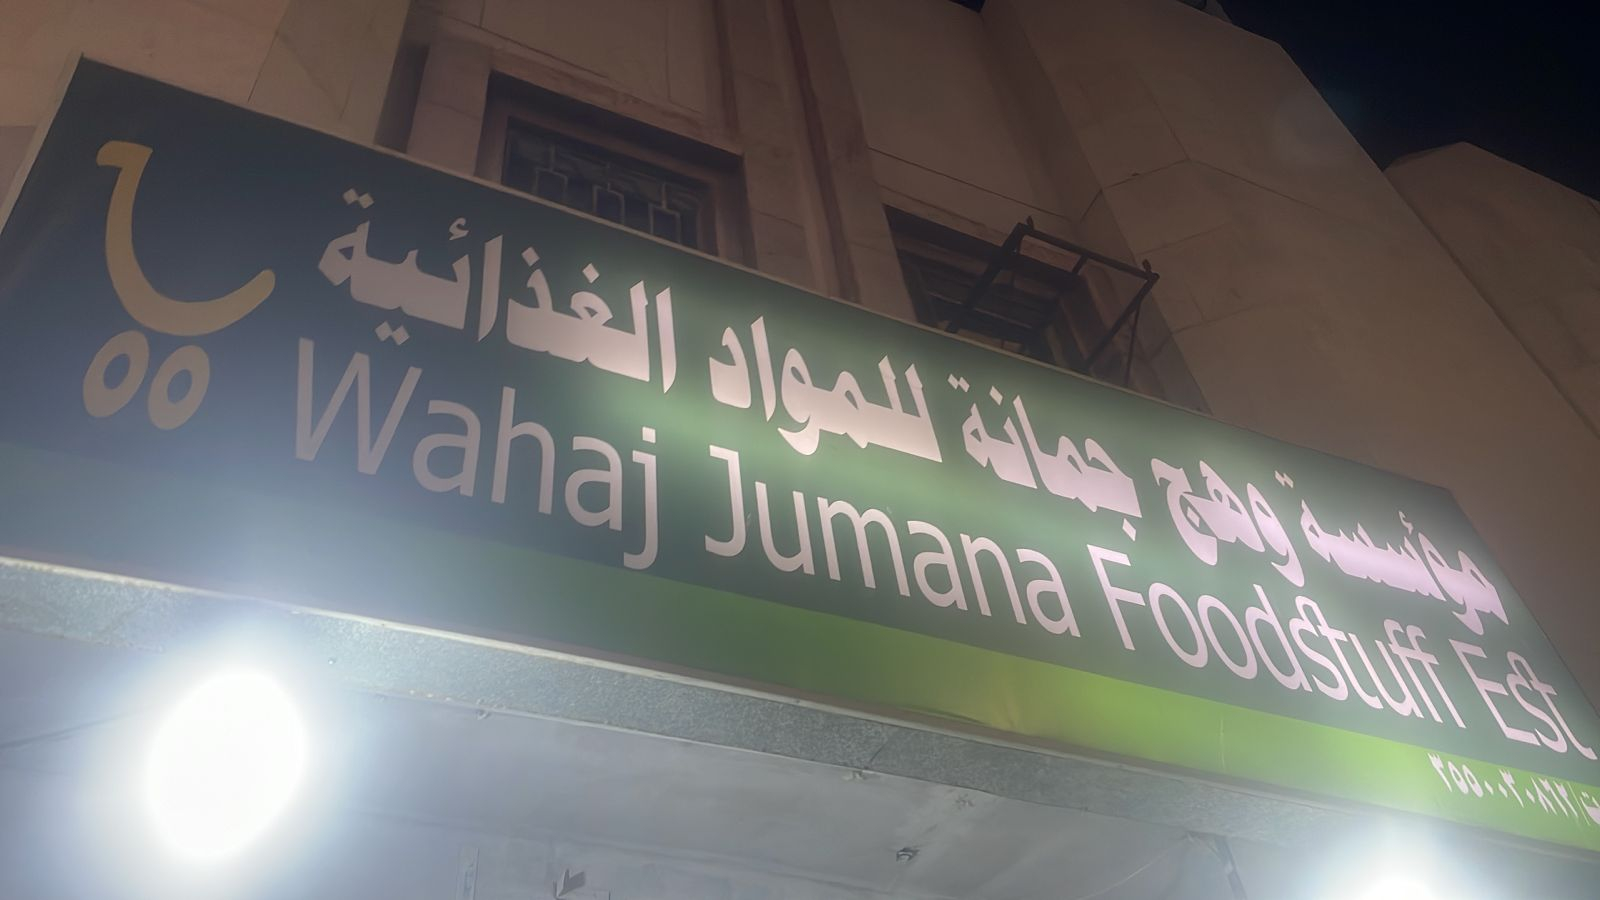 مؤسسة وهج جمانة للمواد الغذائية
Wahaj Jumana Foodstuff Est